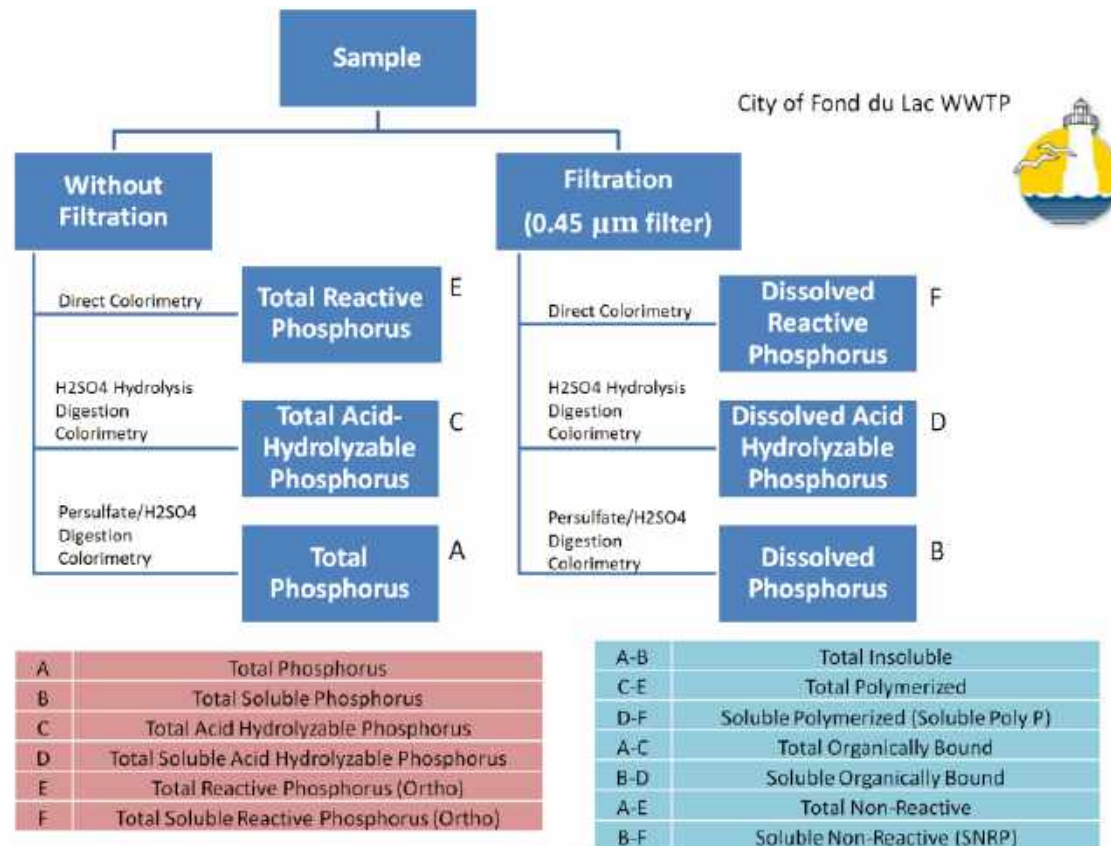 Sample
City of Fond du Lac WWTP
Without
Filtration
Filtration
(0.45 μm filter)
Direct Colorimetry
Total Reactive
Phosphorus
E
H2SO4 Hydrolysis
Digestion
Colorimetry
Total Acid-
Hydrolyzable
Phosphorus
C
Persulfate/H2SO4
Digestion
Colorimetry
Total
Phosphorus
A
Direct Colorimetry
Dissolved
Reactive
Phosphorus
F
H2SO4 Hydrolysis
Digestion
Colorimetry
Dissolved Acid
Hydrolyzable
Phosphorus
D
Persulfate/H2SO4
Digestion
Colorimetry
Dissolved
Phosphorus
B
A Total Phosphorus
B Total Soluble Phosphorus
C Total Acid Hydrolyzable Phosphorus
D Total Soluble Acid Hydrolyzable Phosphorus
E Total Reactive Phosphorus (Ortho)
F Total Soluble Reactive Phosphorus (Ortho)
A-B Total Insoluble
C-E Total Polymerized
D-F Soluble Polymerized (Soluble Poly P)
A-C Total Organically Bound
B-D Soluble Organically Bound
A-E Total Non-Reactive
B-F Soluble Non-Reactive (SNRP)